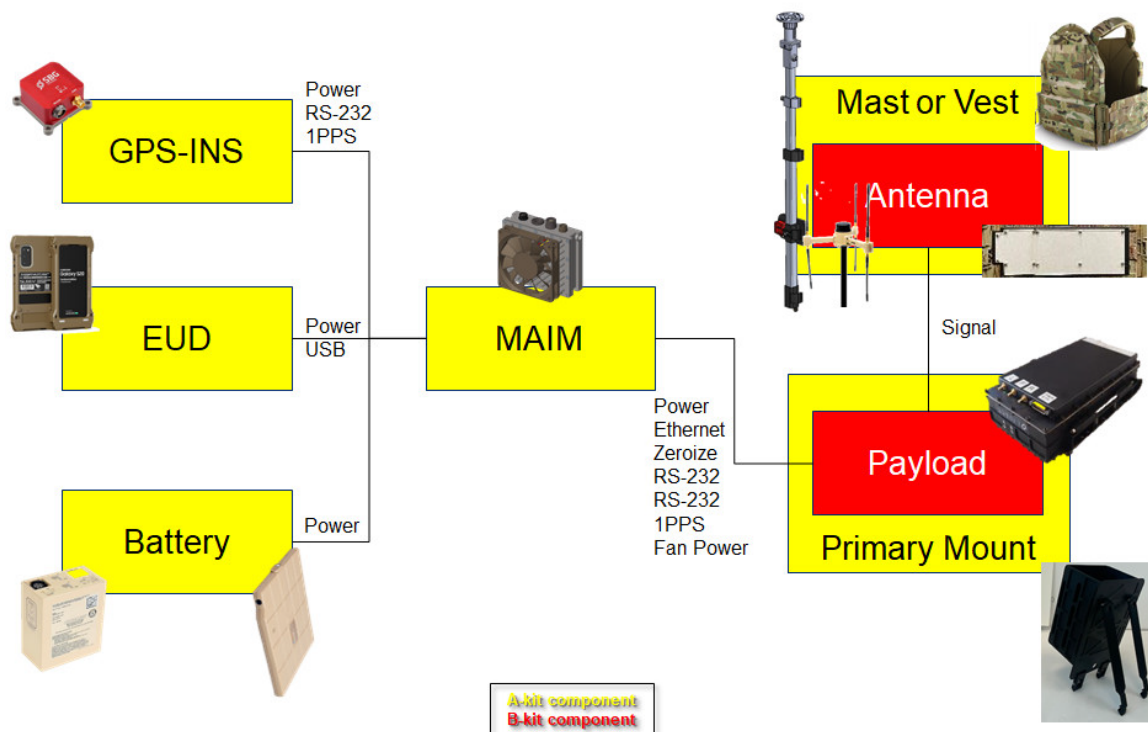 SBG
Power
RS-232
1PPS
GPS-INS
Mast or Vest
Antenna
EUD
Power
USB
MAIM
Signal
Power
Ethernet
Zeroize
RS-232
RS-232
1PPS
Fan Power
Payload
Primary Mount
Battery
Power
A-kit component
B-kit component